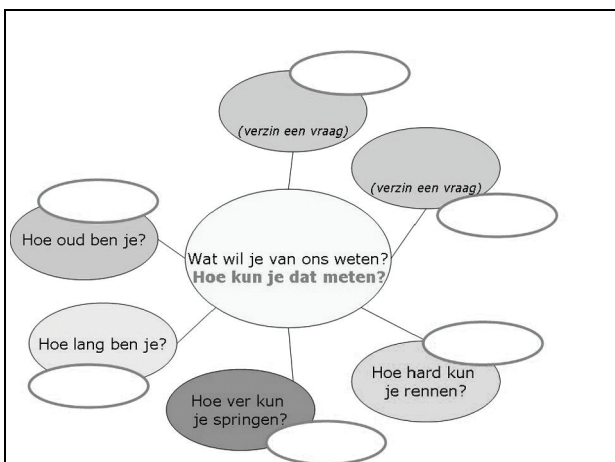 (verzin een vraag)
(verzin een vraag)
Hoe oud ben je?
Wat wil je van ons weten?
Hoe kun je dat meten?
Hoe lang ben je?
Hoe hard kun
je rennen?
Hoe ver kun
je springen?